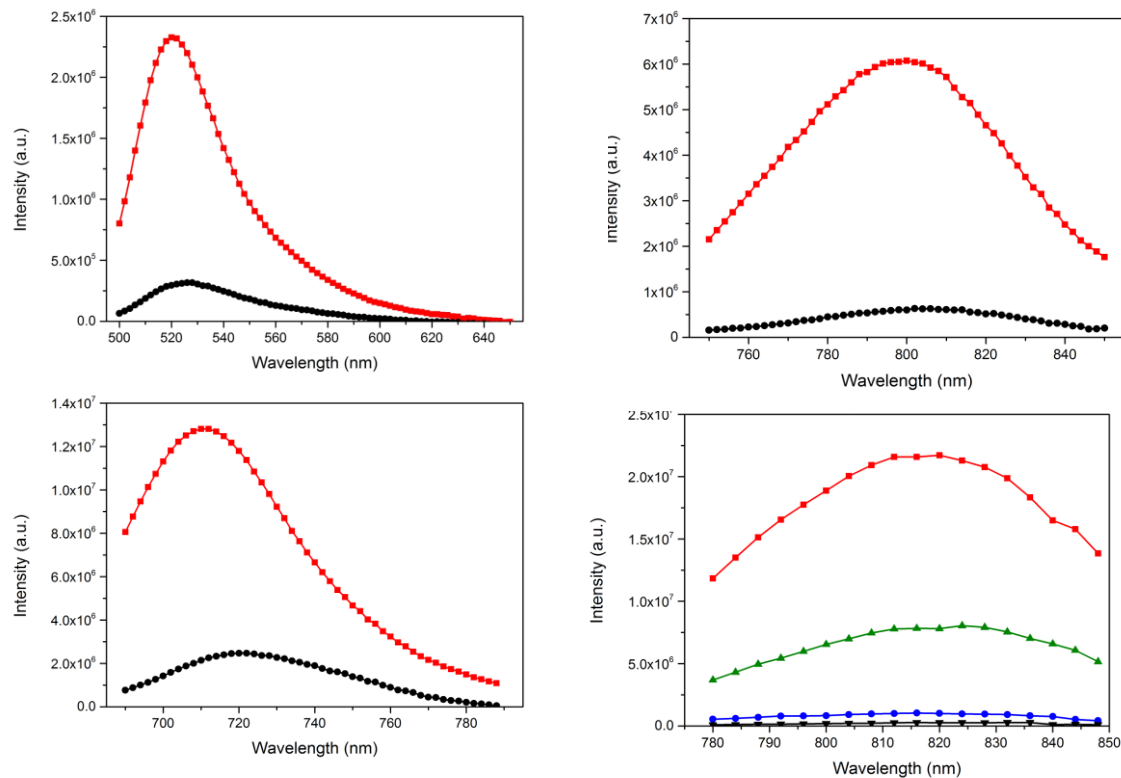 2.5x10⁶
2.0x10⁶
1.5x10⁶
1.0x10⁶
5.0x10⁵
0.0
Intensity (a.u.)
500 520 540 560 580 600 620 640
Wavelength (nm)
7x10⁶
6x10⁶
5x10⁶
4x10⁶
3x10⁶
2x10⁶
1x10⁶
0
Intensity (a.u.)
760 780 800 820 840
Wavelength (nm)
1.4x10⁷
1.2x10⁷
1.0x10⁷
8.0x10⁶
6.0x10⁶
4.0x10⁶
2.0x10⁶
0.0
Intensity (a.u.)
700 720 740 760 780
Wavelength (nm)
2.5x10⁷
2.0x10⁷
1.5x10⁷
1.0x10⁷
5.0x10⁶
0.0
Intensity (a.u.)
780 790 800 810 820 830 840 850
Wavelength (nm)